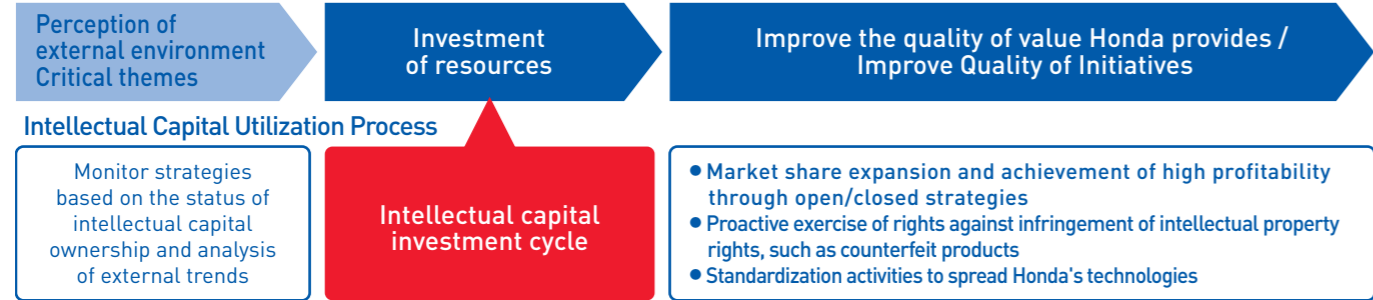 Perception of
external environment
Critical themes
Investment
of resources
Improve the quality of value Honda provides /
Improve Quality of Initiatives
Intellectual Capital Utilization Process
Monitor strategies
based on the status of
intellectual capital
ownership and analysis
of external trends
Intellectual capital
investment cycle
● Market share expansion and achievement of high profitability
through open/closed strategies
● Proactive exercise of rights against infringement of intellectual property
rights, such as counterfeit products
● Standardization activities to spread Honda's technologies